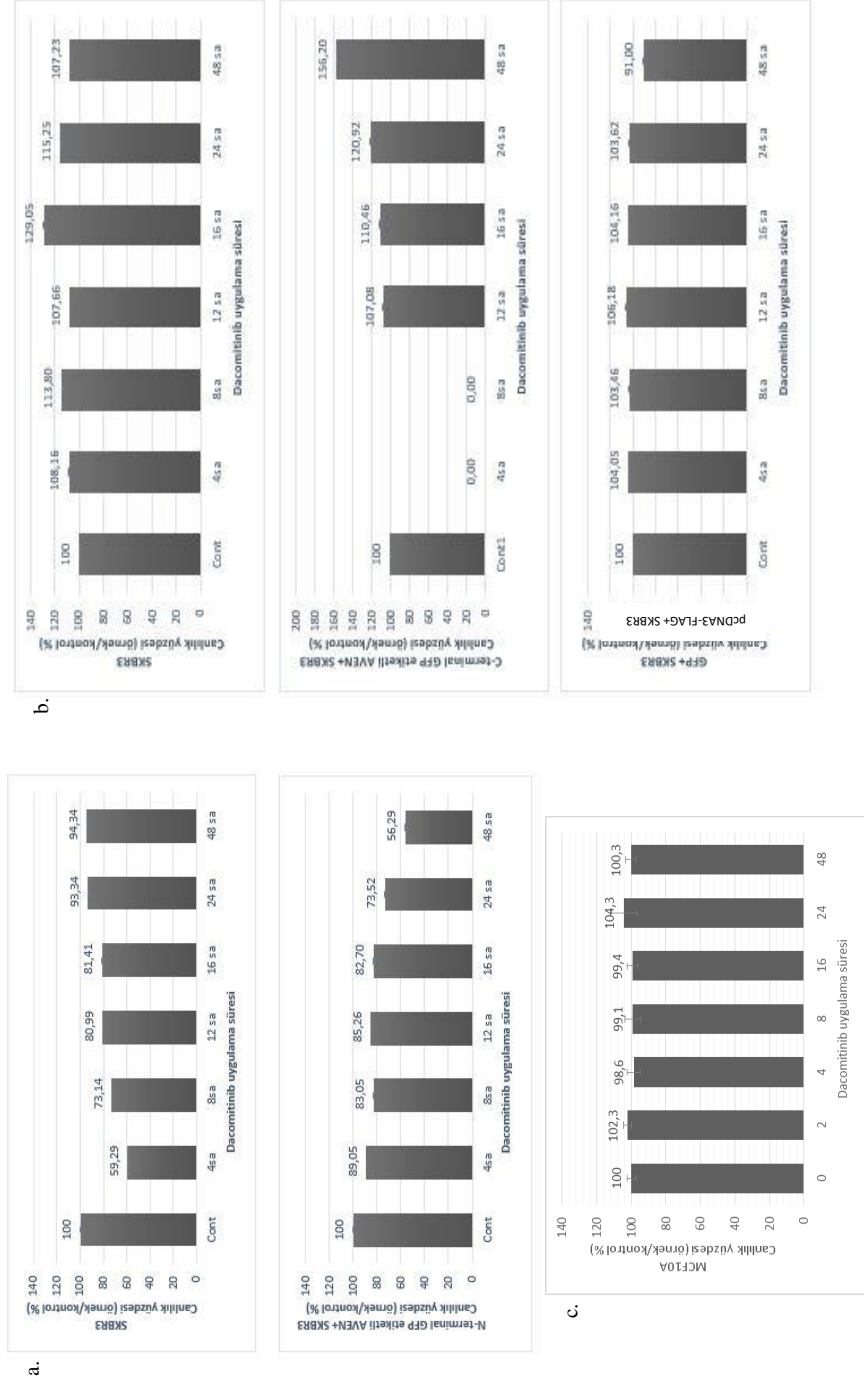 a.
SKBR3
Canlılık yüzdesi (örnek/kontrol %)
140
120
100
80
60
40
20
0
100
59,29
73,14
80,99
81,41
93,34
94,34
Cont
4sa
8sa
12 sa
16 sa
24 sa
48 sa
Dacomitinib uygulama süresi
N-terminal GFP etiketli AVEN+ SKBR3
Canlılık yüzdesi (örnek/kontrol %)
140
120
100
80
60
40
20
0
100
89,05
83,05
85,26
82,70
73,52
56,29
Cont
4sa
8sa
12 sa
16 sa
24 sa
48 sa
Dacomitinib uygulama süresi
b.
SKBR3
Canlılık yüzdesi (örnek/kontrol %)
140
120
100
80
60
40
20
0
100
108,16
113,80
107,66
129,05
115,25
107,23
Cont
4sa
8sa
12 sa
16 sa
24 sa
48 sa
Dacomitinib uygulama süresi
C-terminal GFP etiketli AVEN+ SKBR3
Canlılık yüzdesi (örnek/kontrol %)
200
180
160
140
120
100
80
60
40
20
0
100
0,00
0,00
107,08
110,46
120,92
156,20
Cont1
4sa
8sa
12 sa
16 sa
24 sa
48 sa
Dacomitinib uygulama süresi
GFP+ SKBR3
Canlılık yüzdesi (örnek/kontrol %)
pcDNA3-FLAG+ SKBR3
140
100
104,05
103,46
106,18
104,16
103,62
91,00
Cont
4sa
8sa
12 sa
16 sa
24 sa
48 sa
Dacomitinib uygulama süresi
c.
MCF10A
Canlılık yüzdesi (örnek/kontrol %)
140
120
100
80
60
40
20
0
100
102,3
98,6
99,1
99,4
104,3
100,3
0
2
4
8
16
24
48
Dacomitinib uygulama süresi